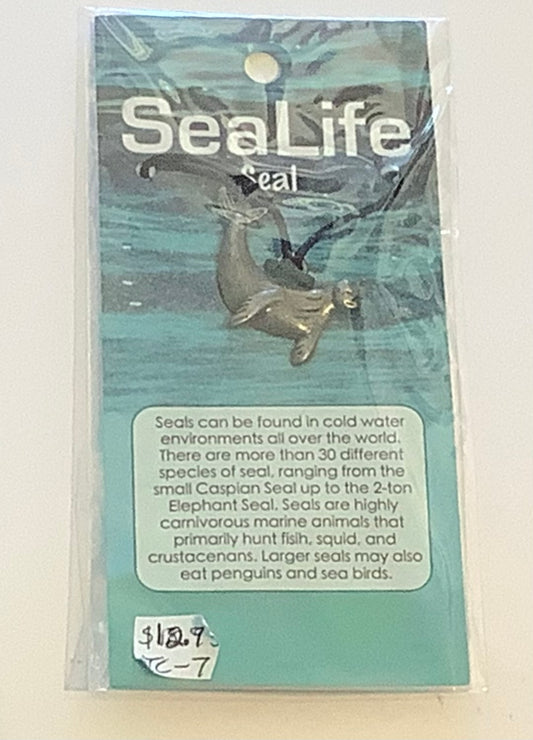 SeaLife
Seal
Seals can be found in cold water
environments all over the world.
There are more than 30 different
species of seal, ranging from the
small Caspian Seal up to the 2-ton
Elephant Seal. Seals are highly
carnivorous marine animals that
primarily hunt fisih, squid, and
crustacenans. Larger seals may also
eat penguins and sea birds.
TC-7